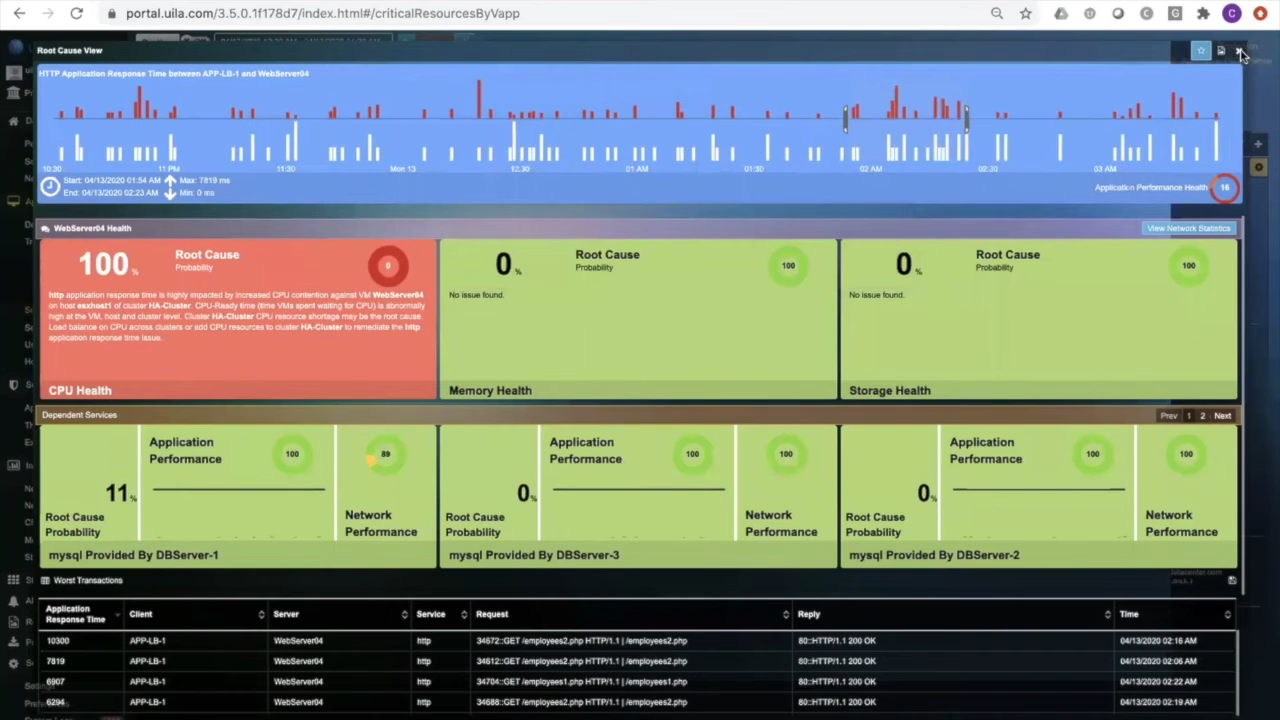 portal.uila.com/3.5.0.1f178d7/index.html#/criticalResourcesByVapp
Root Cause View
HTTP Application Response Time between APP-LB-1 and WebServer04
10:30 11 PM 11:30 Mon 13 12:30 01 AM 01:30 02 AM 02:30 03 AM
Start: 04/13/2020 01:54 AM Max: 7819 ms
End: 04/13/2020 02:23 AM Min: 0 ms
Application Performance Health 16
WebServer04 Health
View Network Statistics
100 % Root Cause Probability 0
http application response time is highly impacted by increased CPU contention against VM WebServer04
on host esxhost1 of cluster HA-Cluster. CPU-Ready time (time VMs spent waiting for CPU) is abnormally
high at the VM, host and cluster level. Cluster HA-Cluster CPU resource shortage may be the root cause.
Load balance on CPU across clusters or add CPU resources to cluster HA-Cluster to remediate the http
application response time issue.
CPU Health
0 % Root Cause Probability 100
No issue found.
Memory Health
0 % Root Cause Probability 100
No issue found.
Storage Health
Dependent Services
Prev 1 2 Next
Application Performance 100 89
11 %
Root Cause Probability
Network Performance
mysql Provided By DBServer-1
Application Performance 100 100
0 %
Root Cause Probability
Network Performance
mysql Provided By DBServer-3
Application Performance 100 100
0 %
Root Cause Probability
Network Performance
mysql Provided By DBServer-2
Worst Transactions
Application Response Time Client Server Service Request Reply Time
10300 APP-LB-1 WebServer04 http 34672::GET /employees2.php HTTP/1.1 | /employees2.php 80::HTTP/1.1 200 OK 04/13/2020 02:16 AM
7819 APP-LB-1 WebServer04 http 34612::GET /employees2.php HTTP/1.1 | /employees2.php 80::HTTP/1.1 200 OK 04/13/2020 02:06 AM
6907 APP-LB-1 WebServer04 http 34704::GET /employees1.php HTTP/1.1 | /employees1.php 80::HTTP/1.1 200 OK 04/13/2020 02:22 AM
6294 APP-LB-1 WebServer04 http 34688::GET /employees2.php HTTP/1.1 | /employees2.php 80::HTTP/1.1 200 OK 04/13/2020 02:19 AM